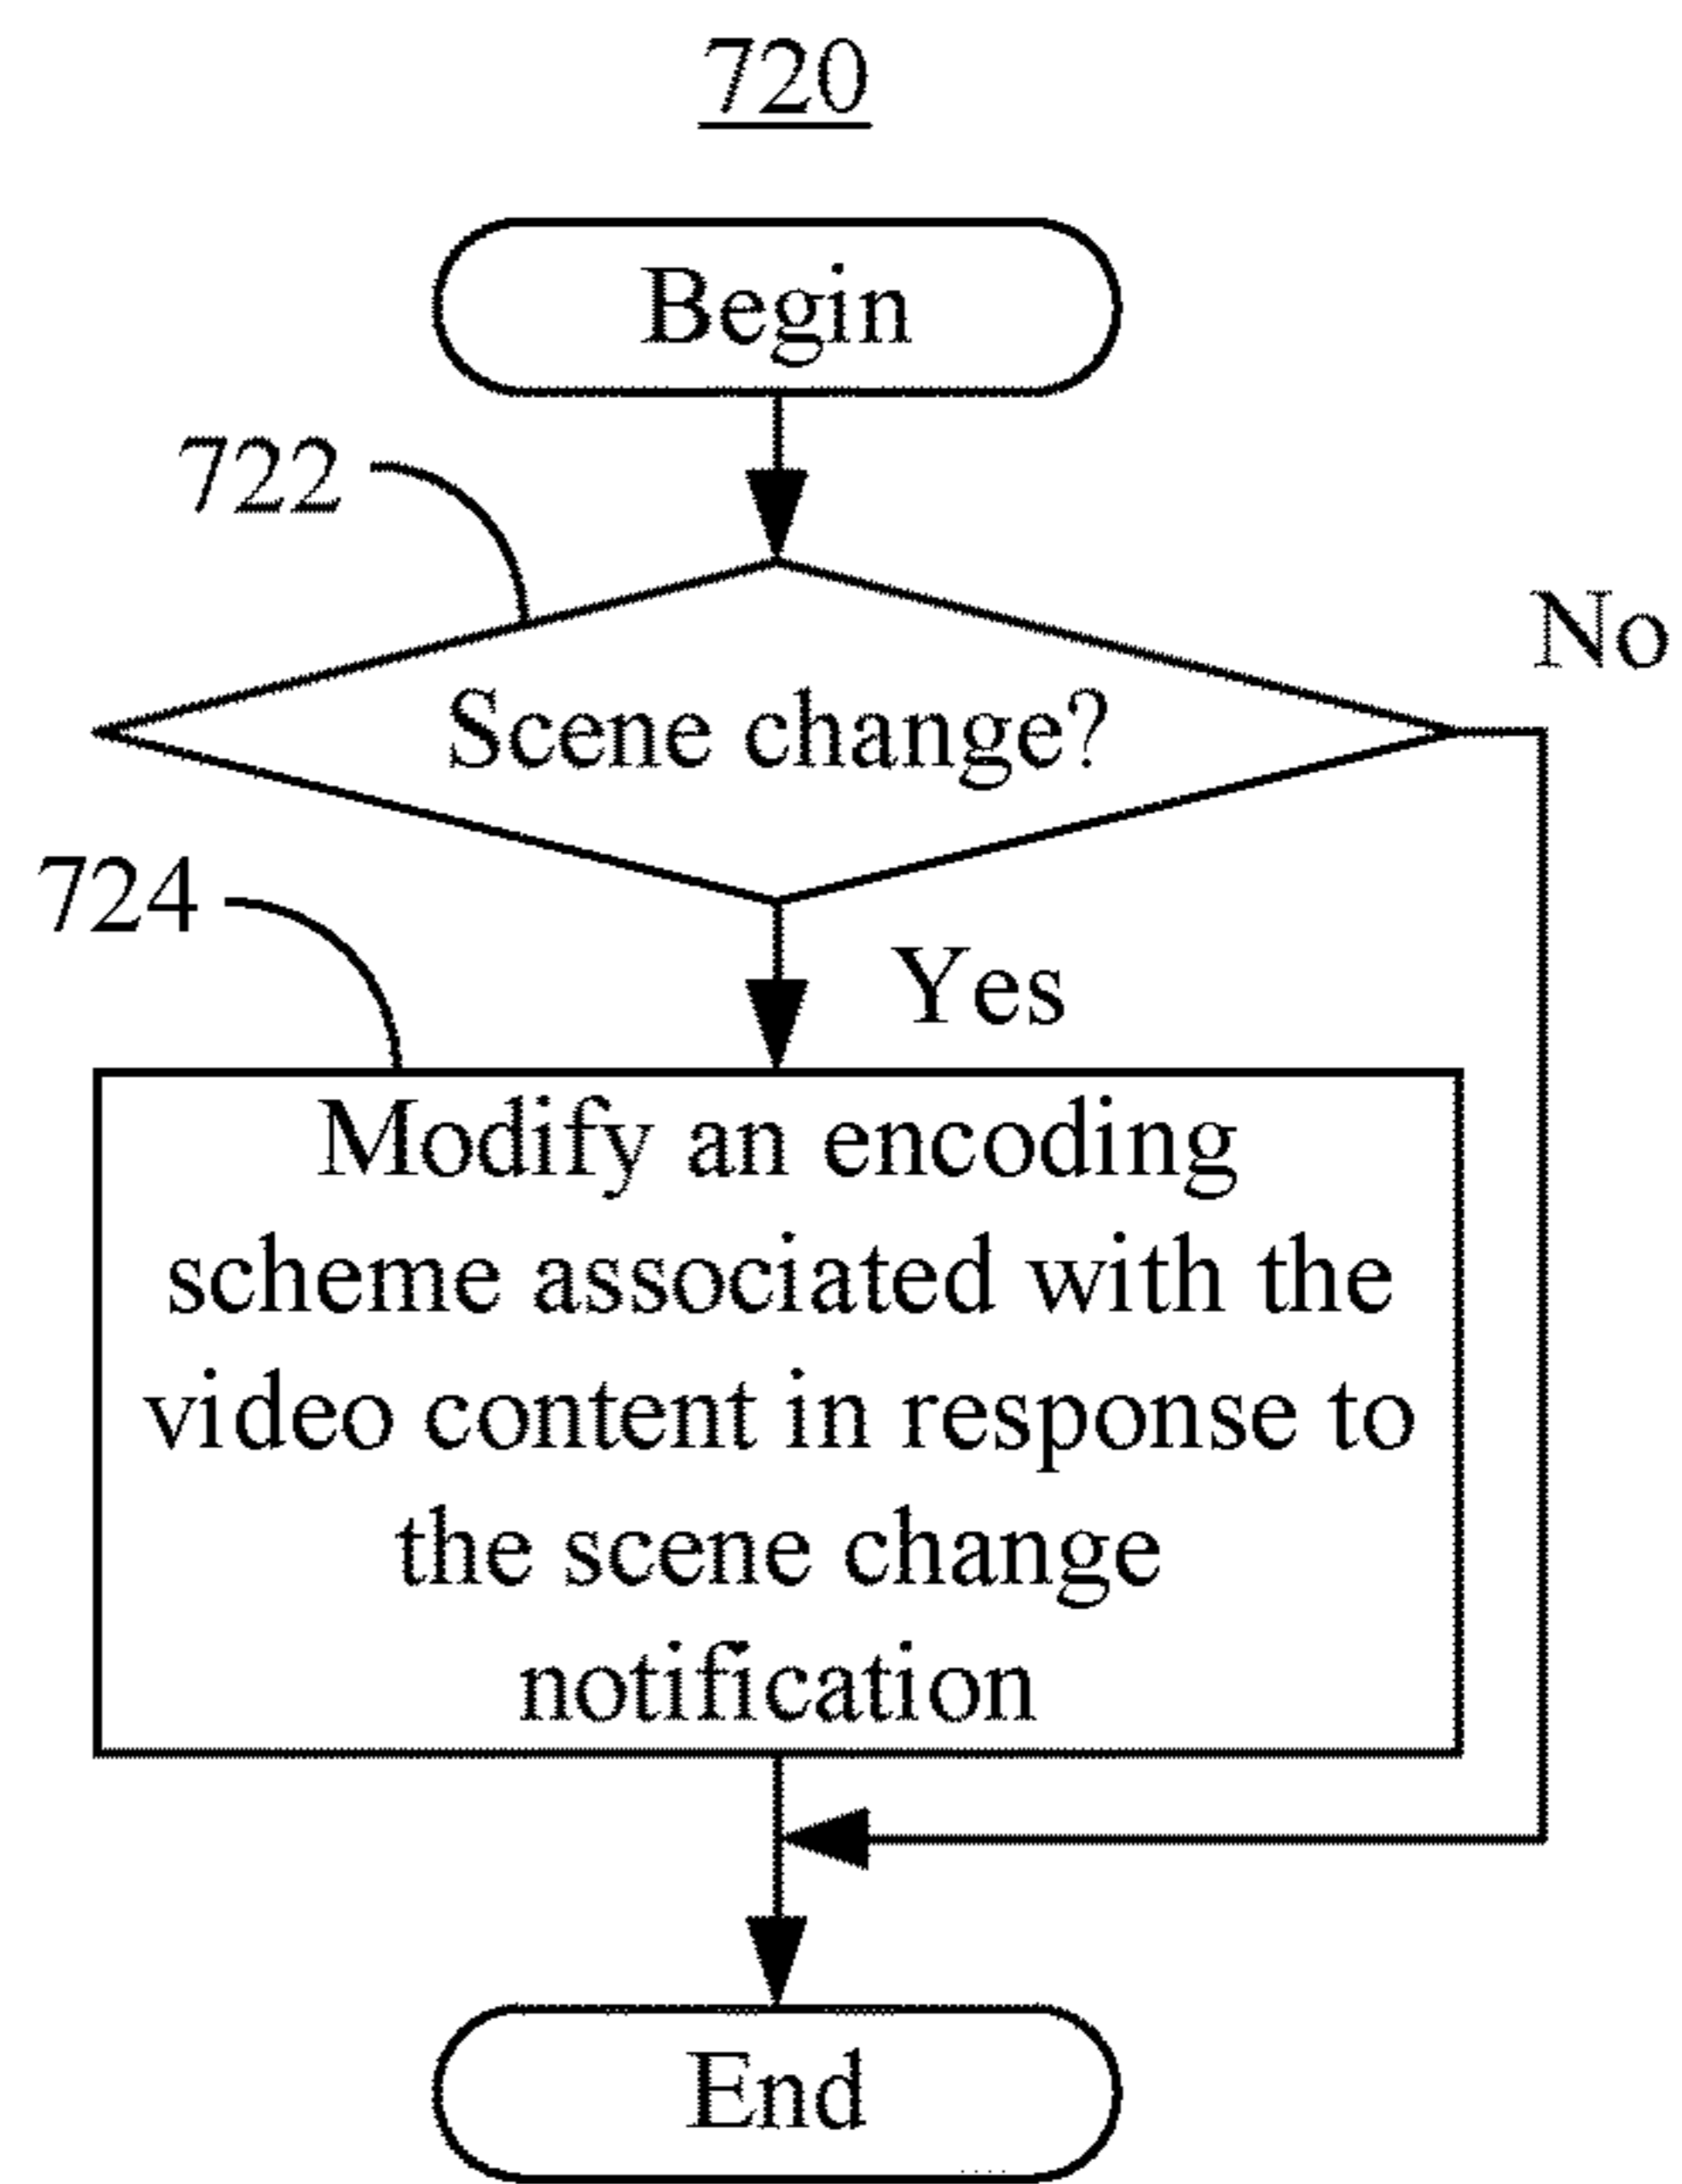 720
Begin
722
No
Scene change?
724
Yes
Modify an encoding
scheme associated with the
video content in response to
the scene change
notification
End